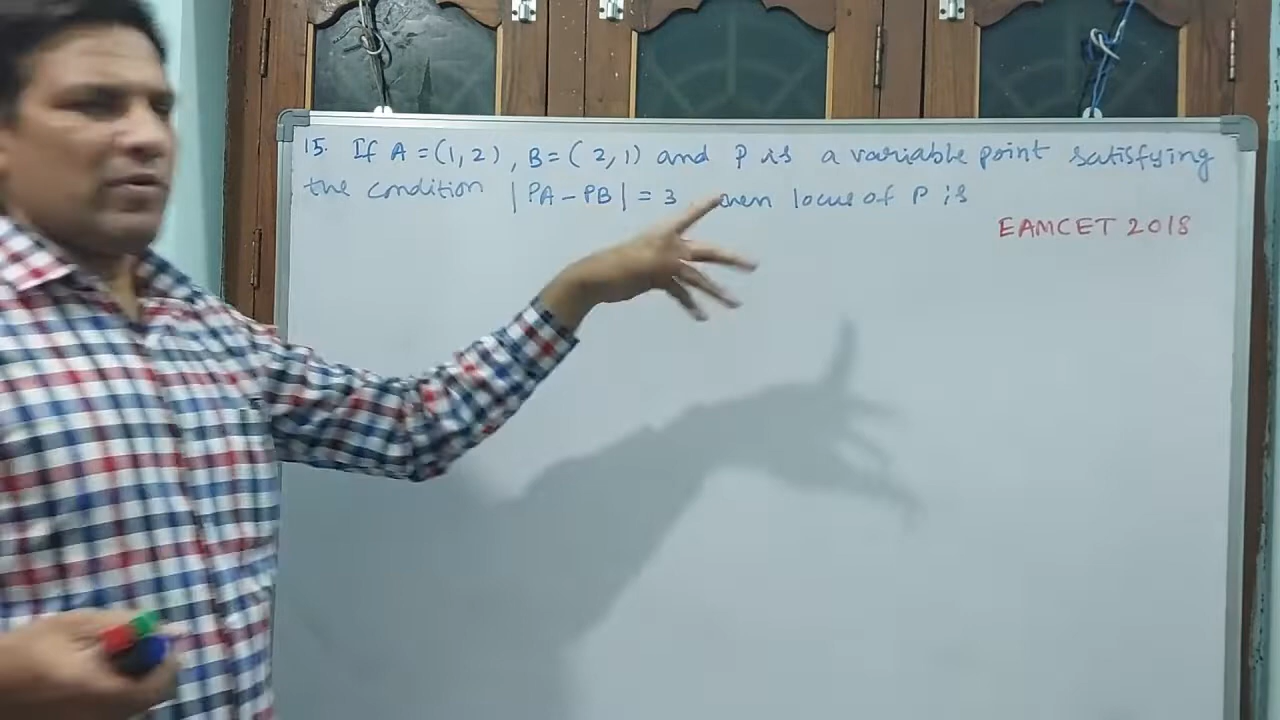 15. If A = (1, 2), B = (2, 1) and P is a variable point satisfying
the condition |PA - PB| = 3 locus of P is
EAMCET 2018